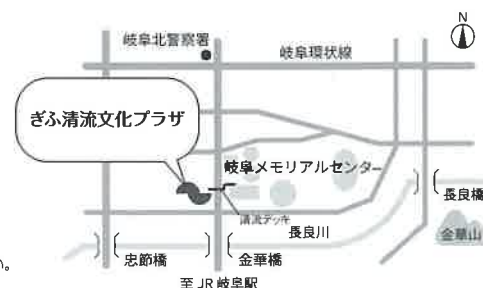 N
岐阜北警察署
岐阜環状線
ぎふ清流文化プラザ
岐阜メモリアルセンター
清流デッキ
長良川
長良橋
金華山
忠節橋
金華橋
い。
至 JR 岐阜駅